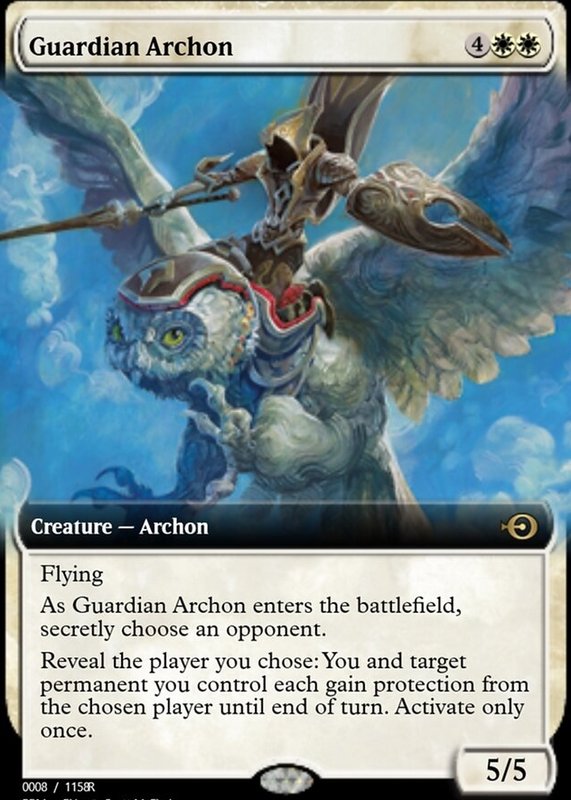 Guardian Archon
4
Creature — Archon
Flying
As Guardian Archon enters the battlefield,
secretly choose an opponent.
Reveal the player you chose: You and target
permanent you control each gain protection from
the chosen player until end of turn. Activate only
once.
5/5
0008 / 1158R